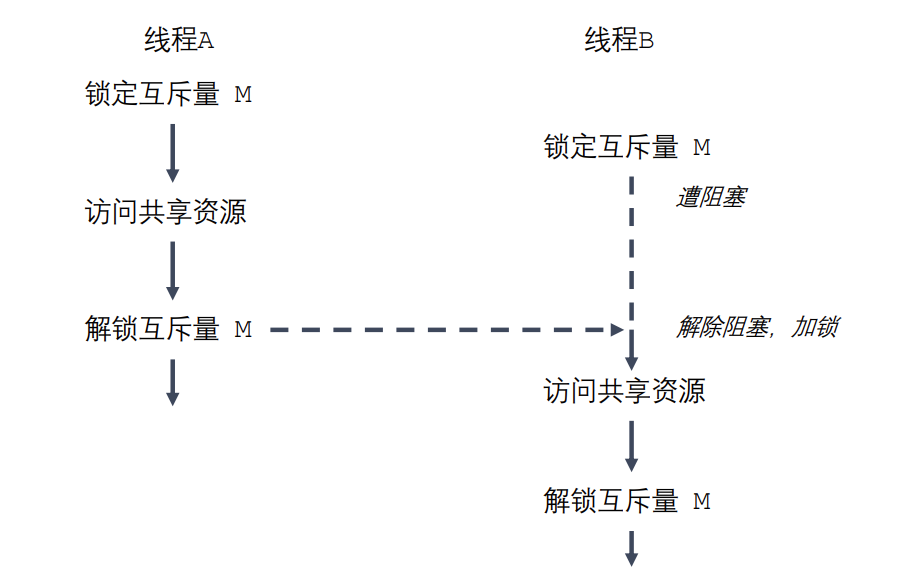 线程A
线程B
锁定互斥量 M
锁定互斥量 M
遭阻塞
访问共享资源
解锁互斥量 M
解除阻塞，加锁
访问共享资源
解锁互斥量 M